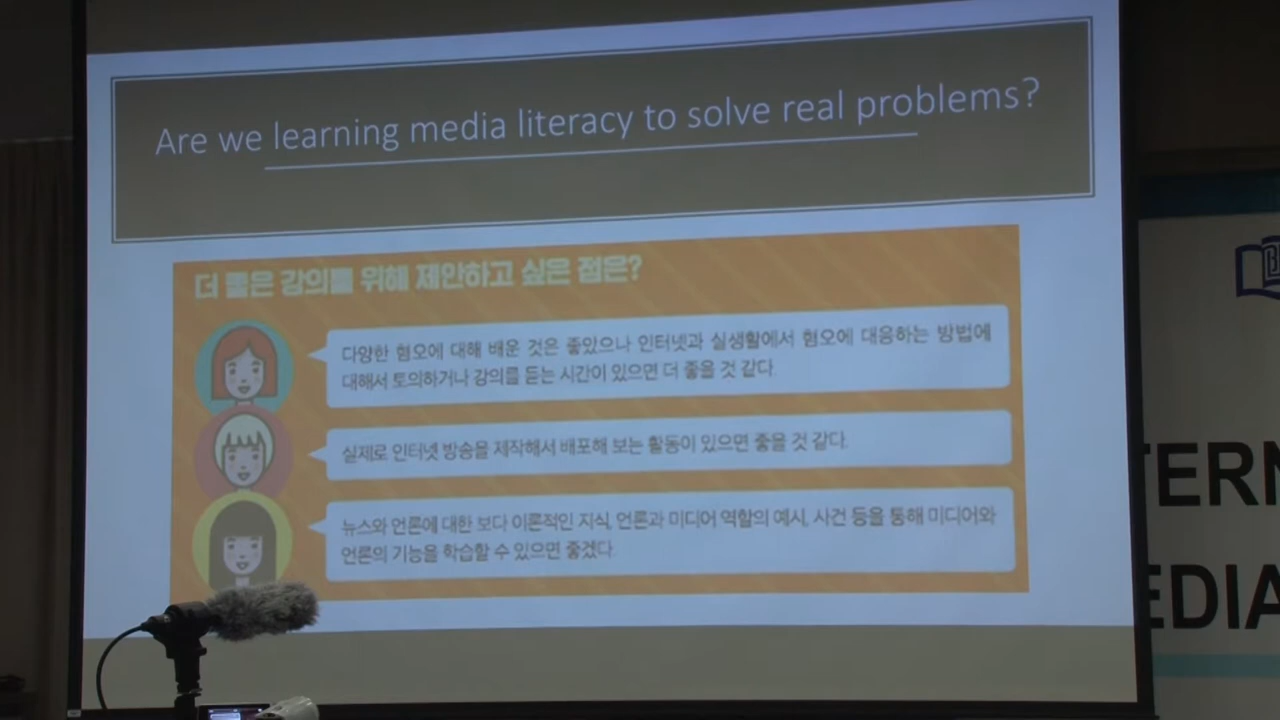 Are we learning media literacy to solve real problems?
더 좋은 강의를 위해 제안하고 싶은 점은?
다양한 혐오에 대해 배운 것은 좋았으나 인터넷과 실생활에서 혐오에 대응하는 방법에
대해서 토의하거나 강의를 듣는 시간이 있으면 더 좋을 것 같다.
실제로 인터넷 방송을 제작해서 배포해 보는 활동이 있으면 좋을 것 같다.
뉴스와 언론에 대한 보다 이론적인 지식, 언론과 미디어 역할의 예시, 사건 등을 통해 미디어와
언론의 기능을 학습할 수 있으면 좋겠다.
TERN
EDIA